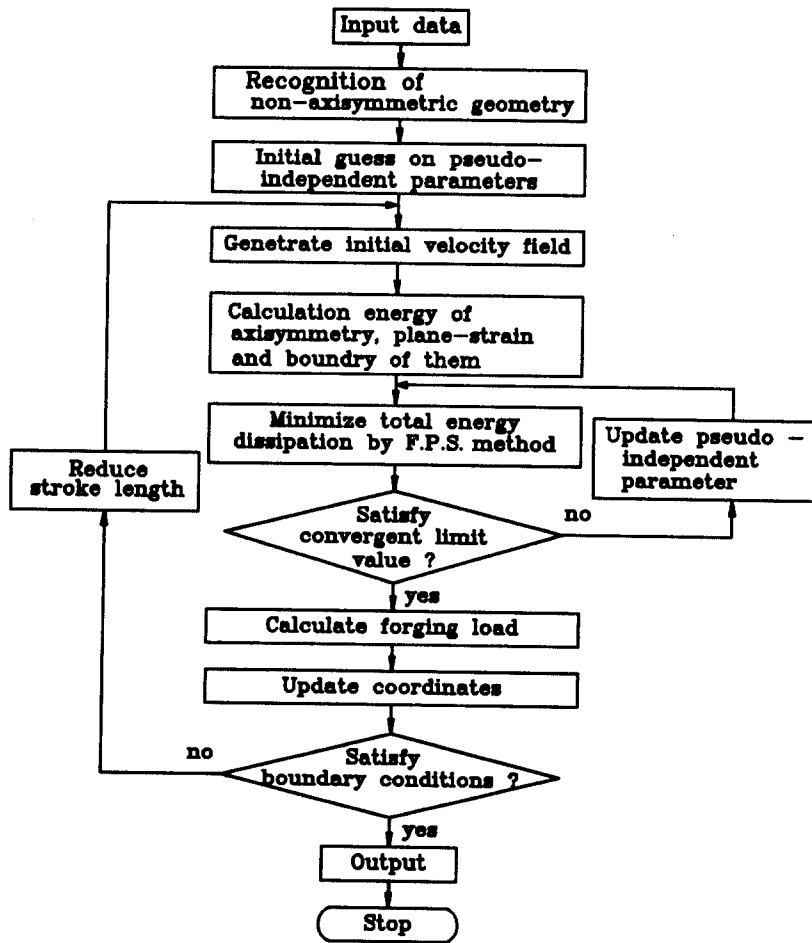 Input data
Recognition of
non-axisymmetric geometry
Initial guess on pseudo-
independent parameters
Genetrate initial velocity field
Calculation energy of
axisymmetry, plane-strain
and boundry of them
Minimize total energy
dissipation by F.P.S. method
Update pseudo -
independent
parameter
Reduce
stroke length
Satisfy
convergent limit
value ?
no
yes
Calculate forging load
Update coordinates
no
Satisfy
boundary conditions ?
yes
Output
Stop